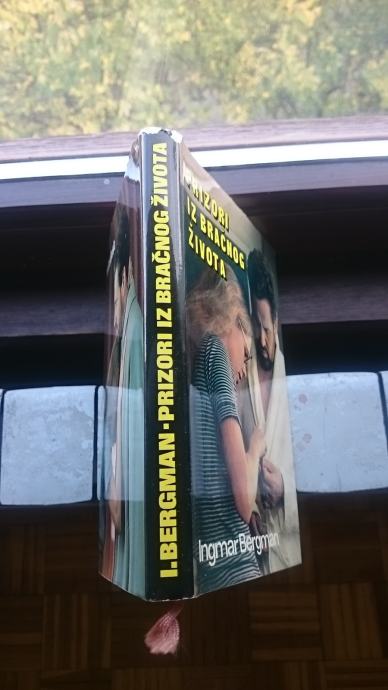 I.BERGMAN-PRIZORI IZ BRAČNOG ŽIVOTA
PRIZORI
IZ BRAČNOG
ŽIVOTA
Ingmar Bergman